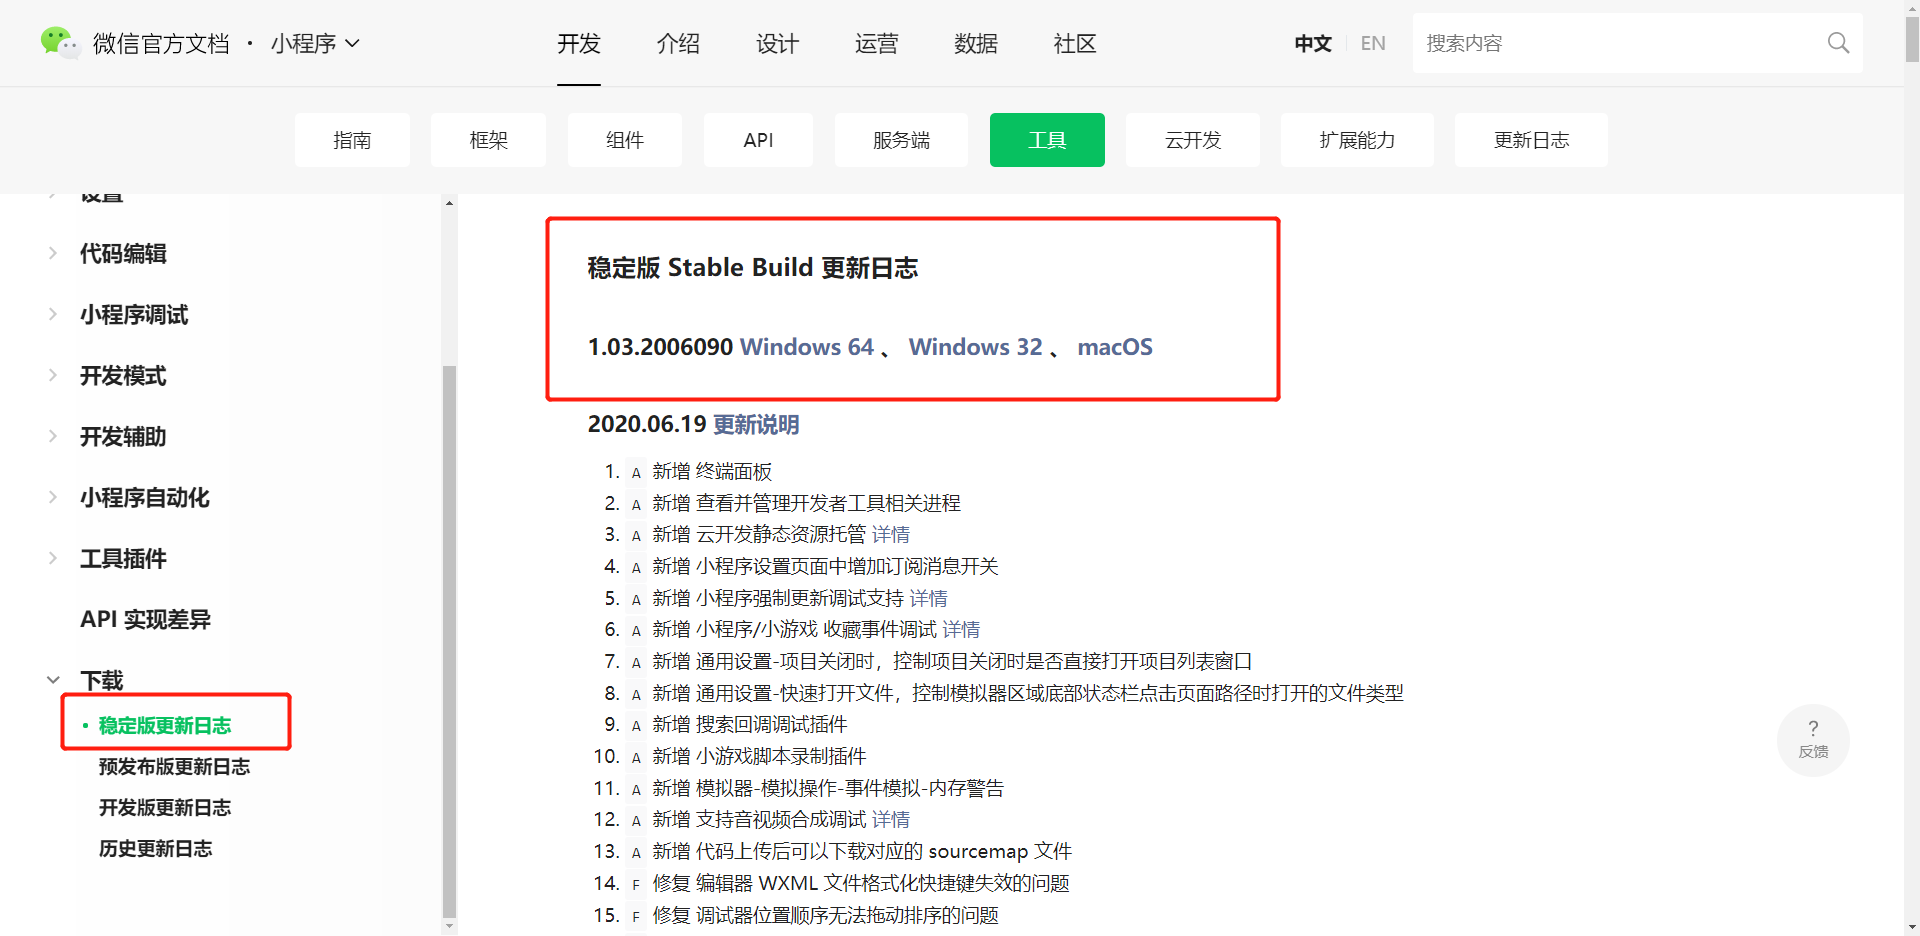 微信官方文档 · 小程序
开发 介绍 设计 运营 数据 社区
中文 EN
搜索内容
指南 框架 组件 API 服务端 工具 云开发 扩展能力 更新日志
设置
代码编辑
小程序调试
开发模式
开发辅助
小程序自动化
工具插件
API 实现差异
下载
稳定版更新日志
预发布版更新日志
开发版更新日志
历史更新日志
稳定版 Stable Build 更新日志
1.03.2006090 Windows 64 、 Windows 32 、 macOS
2020.06.19 更新说明
1. A 新增 终端面板
2. A 新增 查看并管理开发者工具相关进程
3. A 新增 云开发静态资源托管 详情
4. A 新增 小程序设置页面中增加订阅消息开关
5. A 新增 小程序强制更新调试支持 详情
6. A 新增 小程序/小游戏 收藏事件调试 详情
7. A 新增 通用设置-项目关闭时，控制项目关闭时是否直接打开项目列表窗口
8. A 新增 通用设置-快速打开文件，控制模拟器区域底部状态栏点击页面路径时打开的文件类型
9. A 新增 搜索回调调试插件
10. A 新增 小游戏脚本录制插件
11. A 新增 模拟器-模拟操作-事件模拟-内存警告
12. A 新增 支持音视频合成调试 详情
13. A 新增 代码上传后可以下载对应的 sourcemap 文件
14. F 修复 编辑器 WXML 文件格式化快捷键失效的问题
15. F 修复 调试器位置顺序无法拖动排序的问题
?
反馈